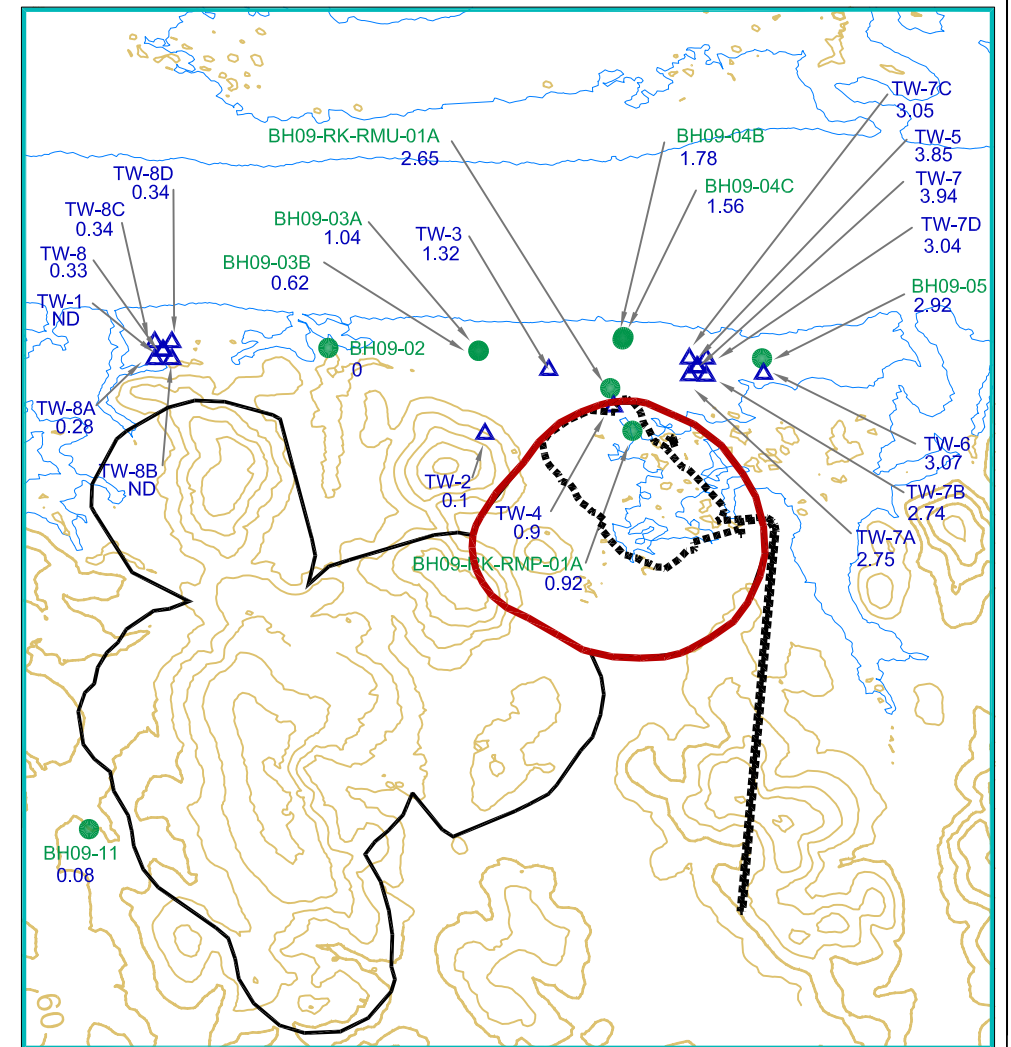 TW-7C
3.05
BH09-RK-RMU-01A
2.65
BH09-04B
1.78
TW-5
3.85
TW-8D
0.34
BH09-04C
1.56
TW-7
3.94
TW-8C
0.34
BH09-03A
1.04
TW-3
1.32
TW-7D
3.04
TW-8
0.33
BH09-03B
0.62
BH09-05
2.92
TW-1
ND
BH09-02
0
TW-8A
0.28
TW-8B
ND
TW-2
0.1
TW-4
0.9
TW-6
3.07
TW-7B
2.74
TW-7A
2.75
BH09-RK-RMP-01A
0.92
BH09-11
0.08
60